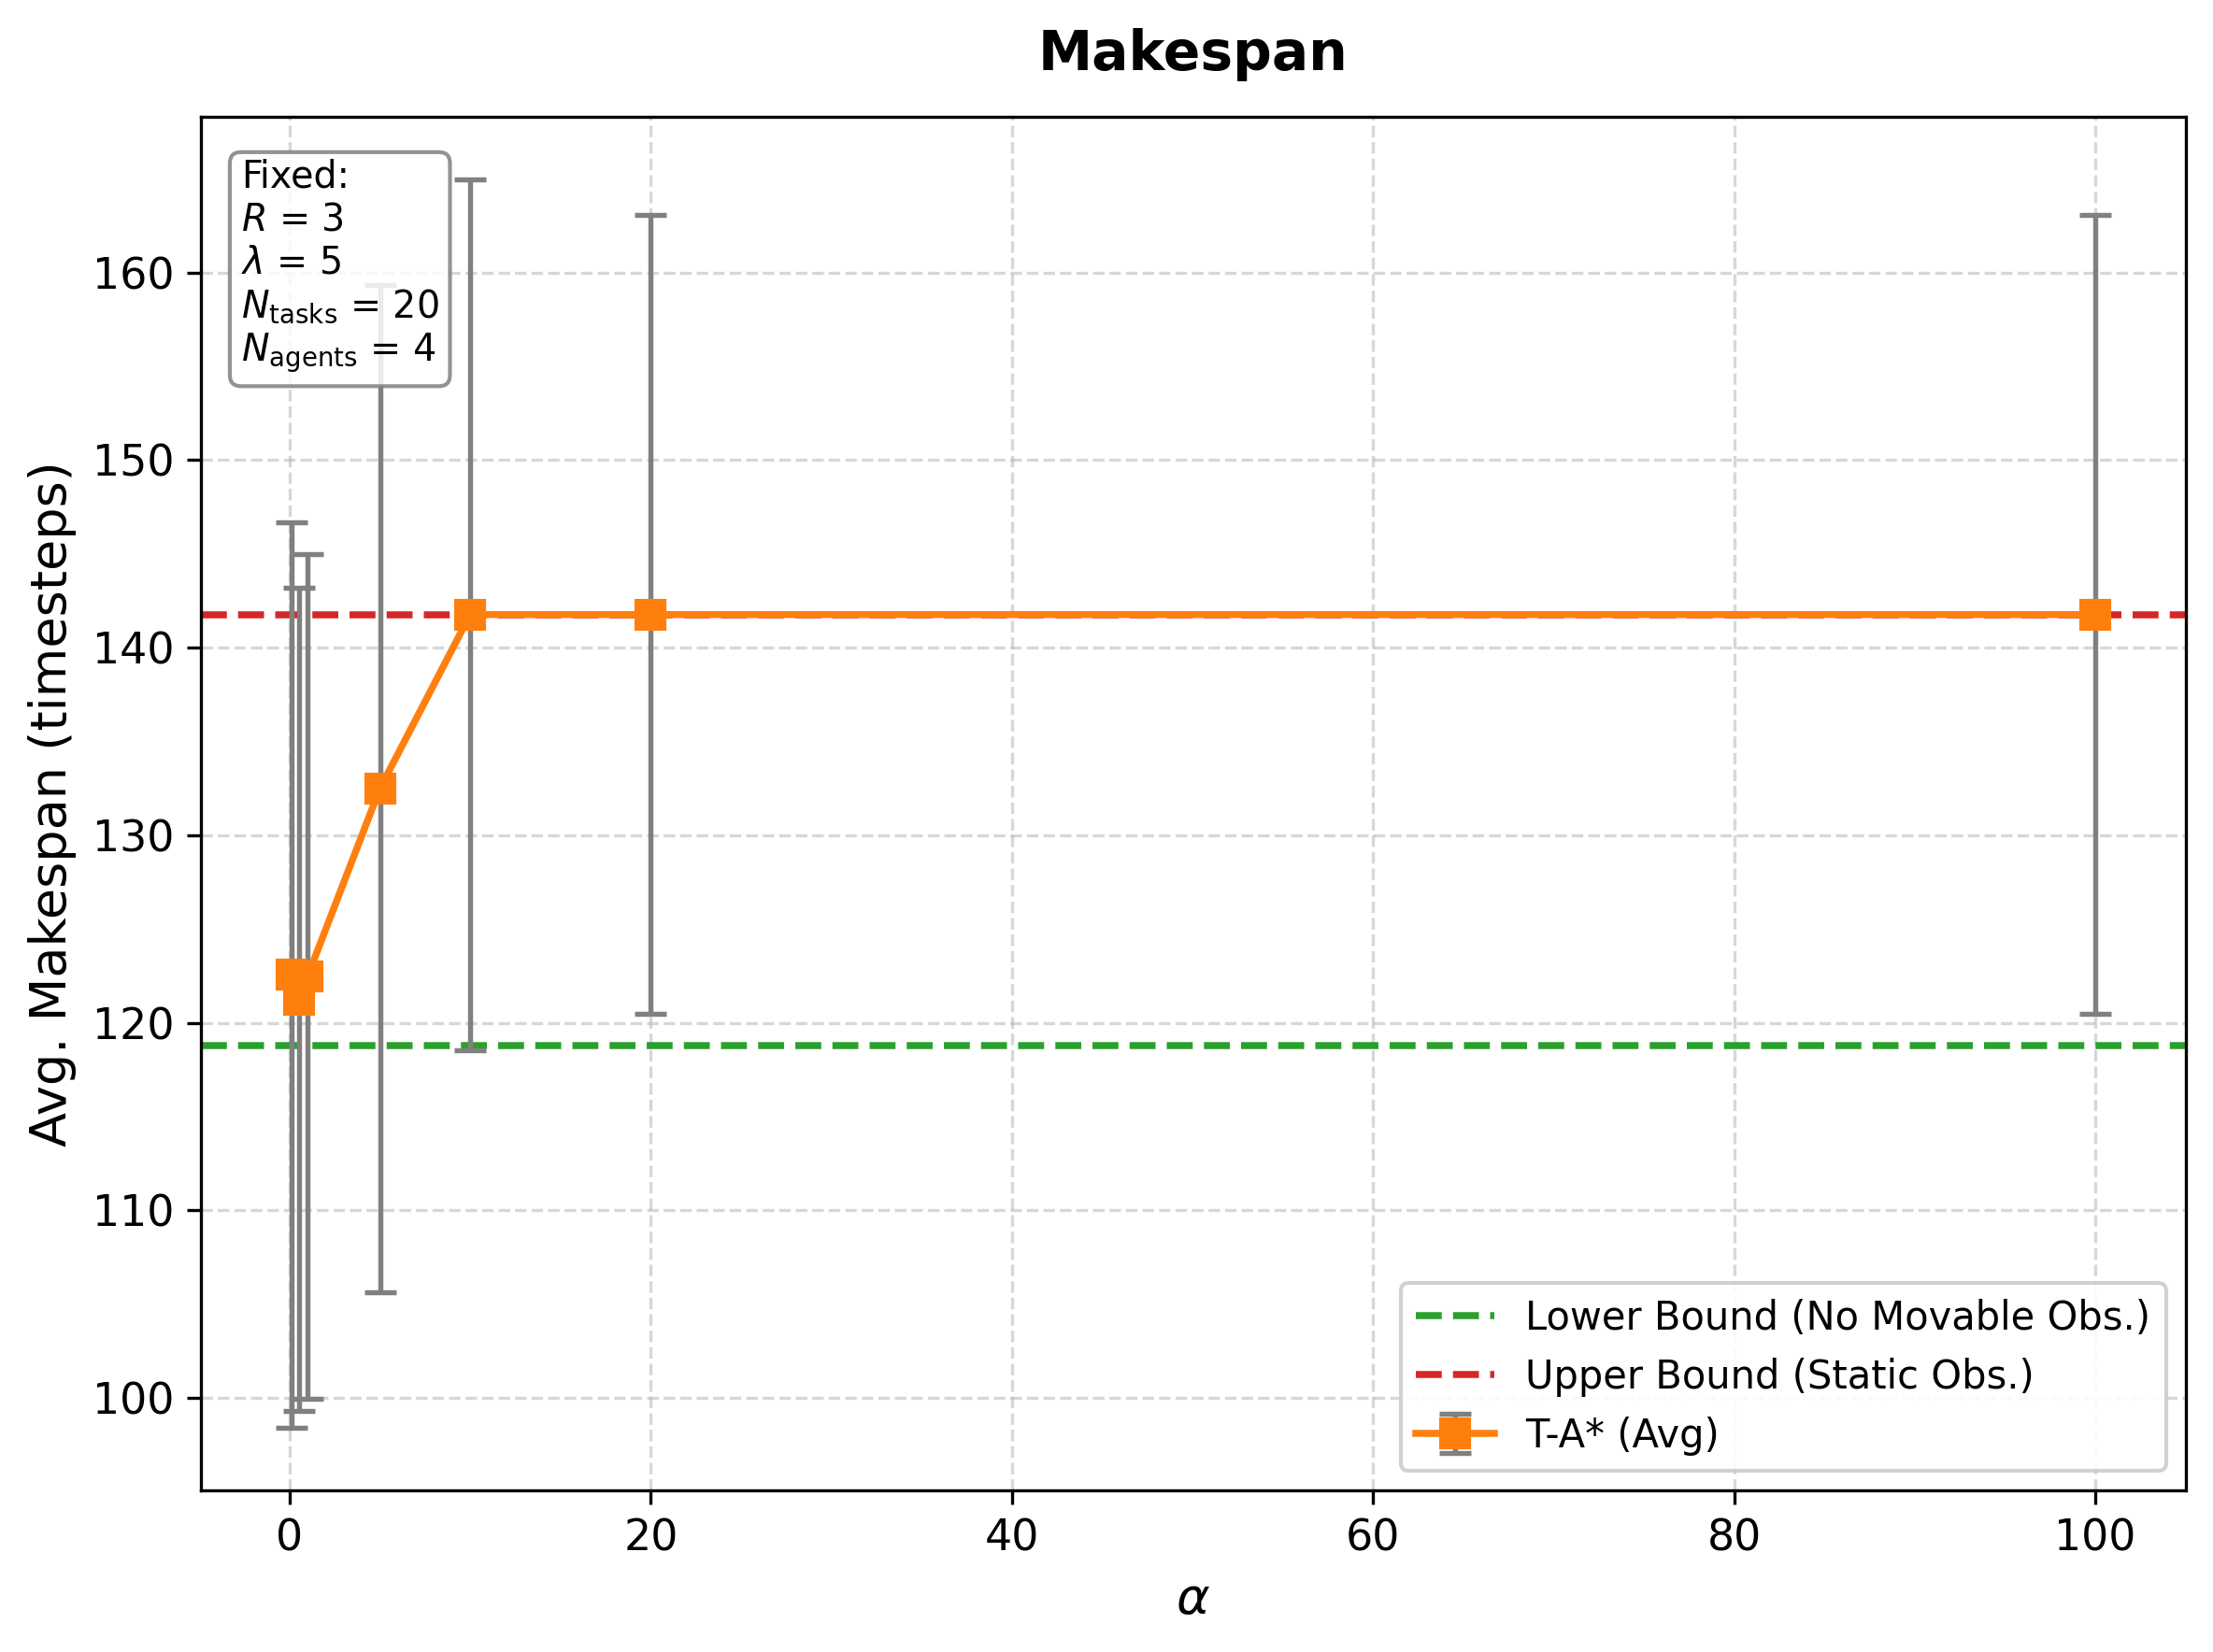 Makespan
Fixed:
R = 3
λ = 5
N_tasks = 20
N_agents = 4
160
150
140
130
120
110
100
Avg. Makespan (timesteps)
Lower Bound (No Movable Obs.)
Upper Bound (Static Obs.)
T-A* (Avg)
0 20 40 60 80 100
α